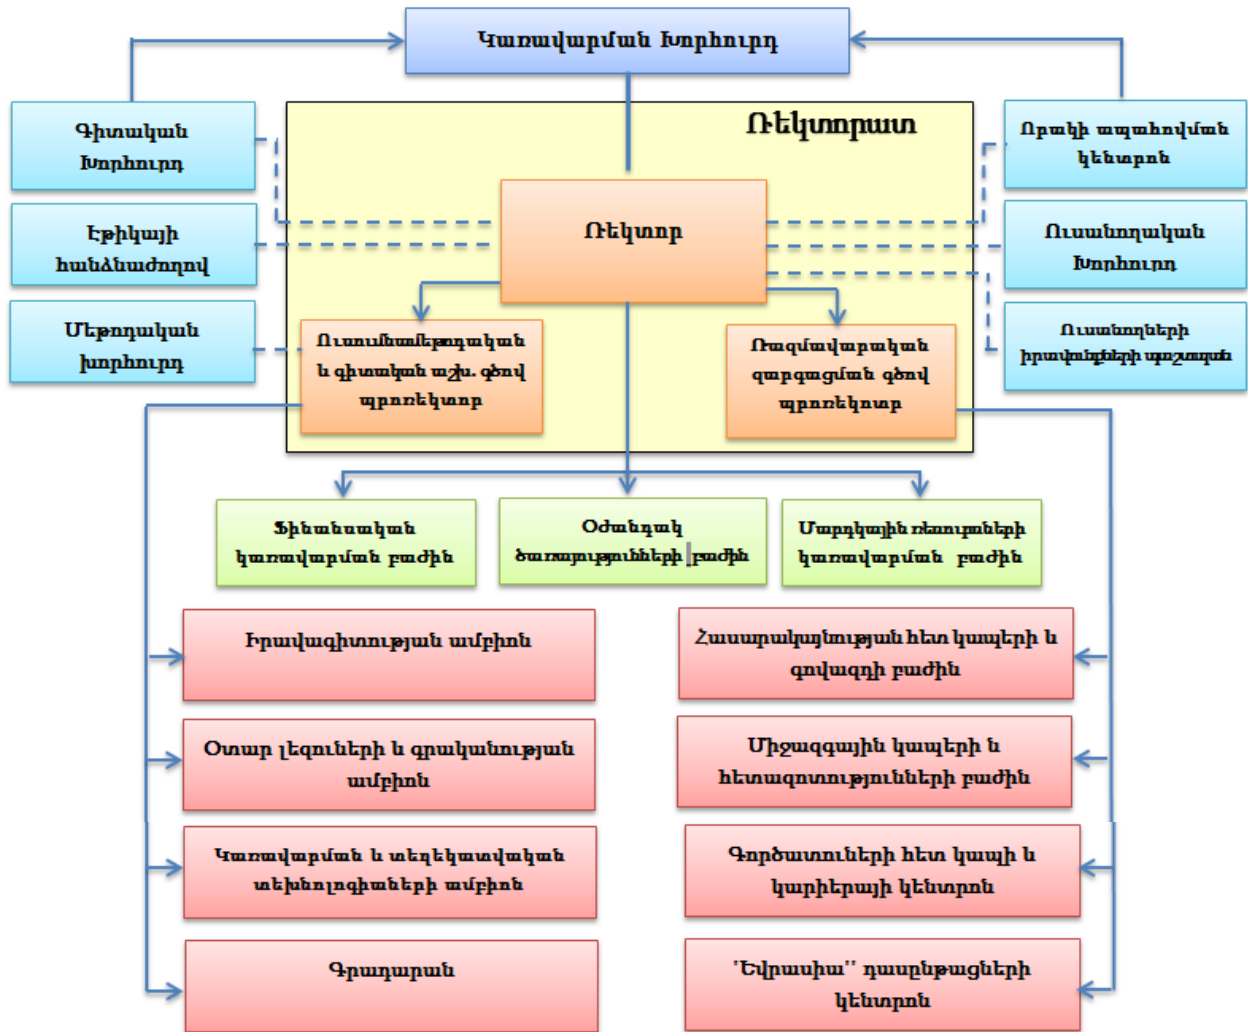 Կառավարման Խորհուրդ
Գիտական
Խորհուրդ
Էթիկայի
հանձնաժողով
Մեթոդական
խորհուրդ
Ռեկտորատ
Ռեկտոր
Որակի ապահովման
կենտրոն
Ուսանողական
Խորհուրդ
Ուսանողների
իրավունքների պաշտպան
Ուսումնամեթոդական
և գիտական աշխ. գծով
պրոռեկտոր
Ռազմավարական
զարգացման գծով
պրոռեկոտր
Ֆինանսական
կառավարման բաժին
Օժանդակ
ծառայությունների բաժին
Մարդկային ռեսուրսների
կառավարման բաժին
Իրավագիտության ամբիոն
Օտար լեզուների և գրականության
ամբիոն
Կառավարման և տեղեկատվական
տեխնոլոգիաների ամբիոն
Գրադարան
Հասարակայնության հետ կապերի և
գովազդի բաժին
Միջազգային կապերի և
հետազոտությունների բաժին
Գործատուների հետ կապի և
կարիերայի կենտրոն
"Եվրասիա'' դասընթացների
կենտրոն